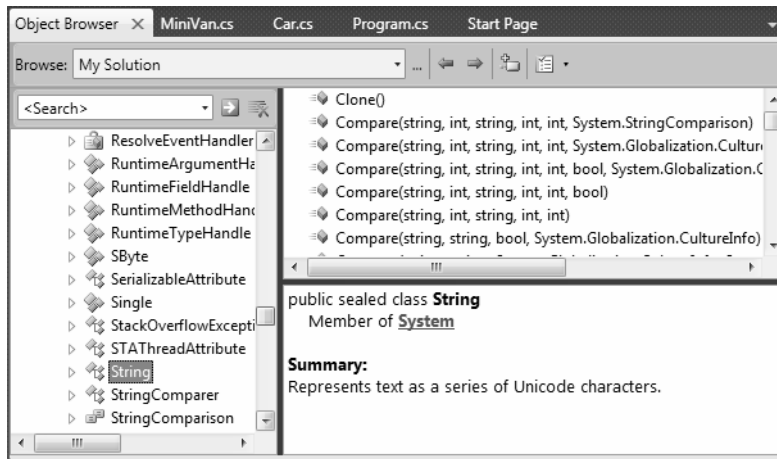 Object Browser MiniVan.cs Car.cs Program.cs Start Page
Browse: My Solution ...
<Search>
ResolveEventHandler
RuntimeArgumentHa
RuntimeFieldHandle
RuntimeMethodHand
RuntimeTypeHandle
SByte
SerializableAttribute
Single
StackOverflowExcepti
STAThreadAttribute
String
StringComparer
StringComparison
Clone()
Compare(string, int, string, int, int, System.StringComparison)
Compare(string, int, string, int, int, System.Globalization.Cultur
Compare(string, int, string, int, int, bool, System.Globalization.C
Compare(string, int, string, int, int, bool)
Compare(string, int, string, int, int)
Compare(string, string, bool, System.Globalization.CultureInfo)
public sealed class String
Member of System
Summary:
Represents text as a series of Unicode characters.